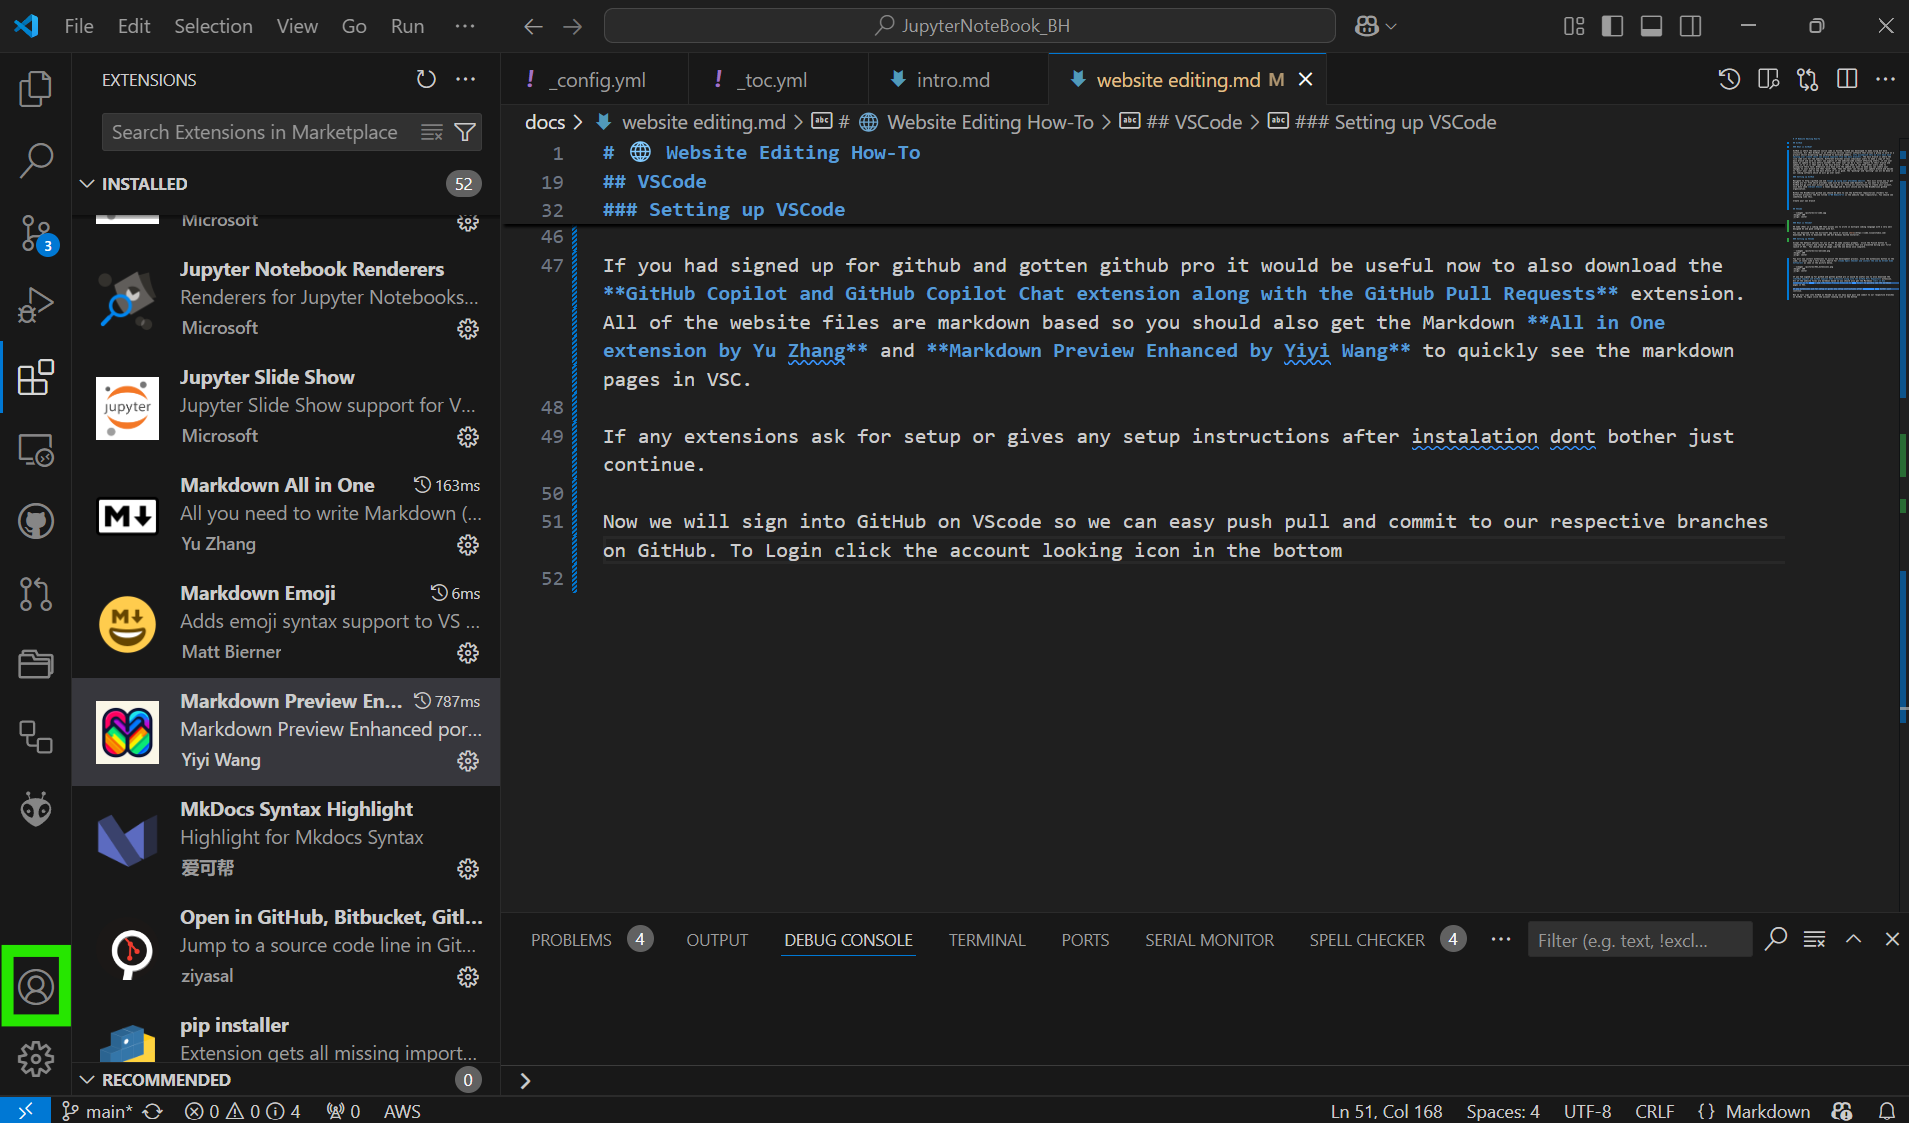 File Edit Selection View Go Run ···
JupyterNoteBook_BH
EXTENSIONS
Search Extensions in Marketplace
INSTALLED 52
Microsoft
Jupyter Notebook Renderers
Renderers for Jupyter Notebooks...
Microsoft
Jupyter Slide Show
Jupyter Slide Show support for V...
Microsoft
jupyter
Markdown All in One 163ms
All you need to write Markdown (...
Yu Zhang
Markdown Emoji 6ms
Adds emoji syntax support to VS ...
Matt Bierner
Markdown Preview En... 787ms
Markdown Preview Enhanced por...
Yiyi Wang
MkDocs Syntax Highlight
Highlight for Mkdocs Syntax
爱可帮
Open in GitHub, Bitbucket, Gitl...
Jump to a source code line in Git...
ziyasal
pip installer
Extension gets all missing import...
RECOMMENDED 0
3
! _config.yml ! _toc.yml intro.md website editing.md M
docs > website editing.md > # Website Editing How-To > ## VSCode > ### Setting up VSCode
1 # 🌐 Website Editing How-To
19 ## VSCode
32 ### Setting up VSCode
46
47 If you had signed up for github and gotten github pro it would be useful now to also download the
**GitHub Copilot and GitHub Copilot Chat extension along with the GitHub Pull Requests** extension.
All of the website files are markdown based so you should also get the Markdown **All in One
extension by Yu Zhang** and **Markdown Preview Enhanced by Yiyi Wang** to quickly see the markdown
pages in VSC.
48
49 If any extensions ask for setup or gives any setup instructions after instalation dont bother just
continue.
50
51 Now we will sign into GitHub on VScode so we can easy push pull and commit to our respective branches
on GitHub. To Login click the account looking icon in the bottom
52
PROBLEMS 4 OUTPUT DEBUG CONSOLE TERMINAL PORTS SERIAL MONITOR SPELL CHECKER 4 ··· Filter (e.g. text, !excl...
>
main* 0 0 4 0 AWS
Ln 51, Col 168 Spaces: 4 UTF-8 CRLF {} Markdown